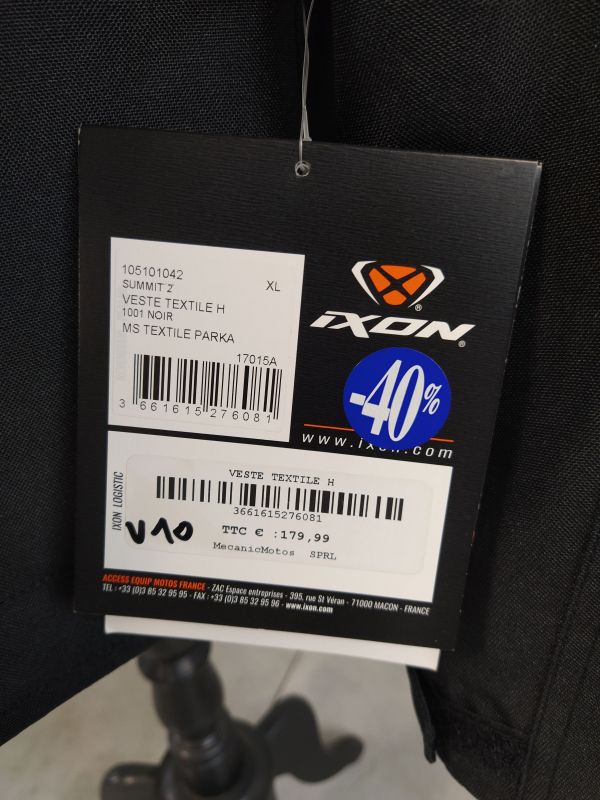 105101042
SUMMIT 2 XL
VESTE TEXTILE H
1001 NOIR
MS TEXTILE PARKA
17015A
3 661615 276081
iXON
-40%
www.ixon.com
IXON LOGISTIC
VESTE TEXTILE H
3661615276081
TTC € :179,99
MecanicMotos SPRL
V10
ACCESS EQUIP MOTOS FRANCE - ZAC Espace entreprises - 395, rue St Véran - 71000 MACON - FRANCE
TEL : +33 (0)3 85 32 95 95 - FAX : +33 (0)3 85 32 95 96 - www.ixon.com